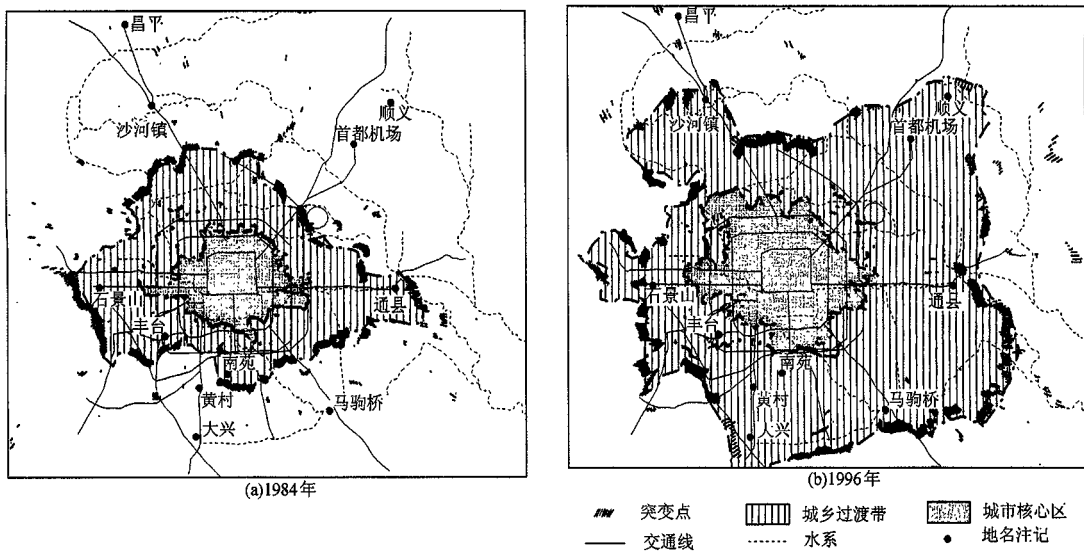 昌平
沙河镇
顺义
首都机场
石景山
丰台
通县
南苑
黄村
马驹桥
大兴
(a)1984年
昌平
沙河镇
顺义
首都机场
石景山
丰台
通县
南苑
黄村
马驹桥
大兴
(b)1996年
突变点 城乡过渡带 城市核心区
交通线 水系 地名注记